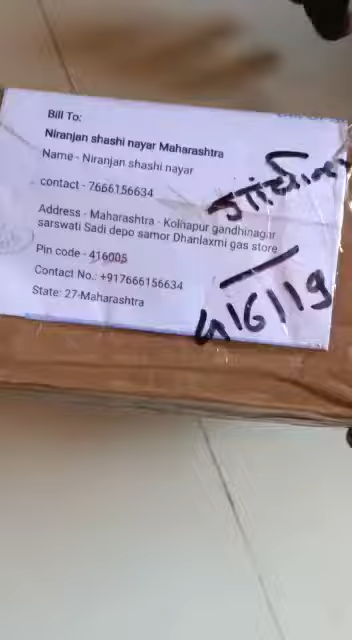 Bill To:
Niranjan shashi nayar Maharashtra
Name - Niranjan shashi nayar
contact - 7666156634
Address - Maharashtra - Kolhapur gandhinagar
sarswati Sadi depo samor Dhanlaxmi gas store
Pin code - 416005
Contact No.: +917666156634
State: 27-Maharashtra
416119